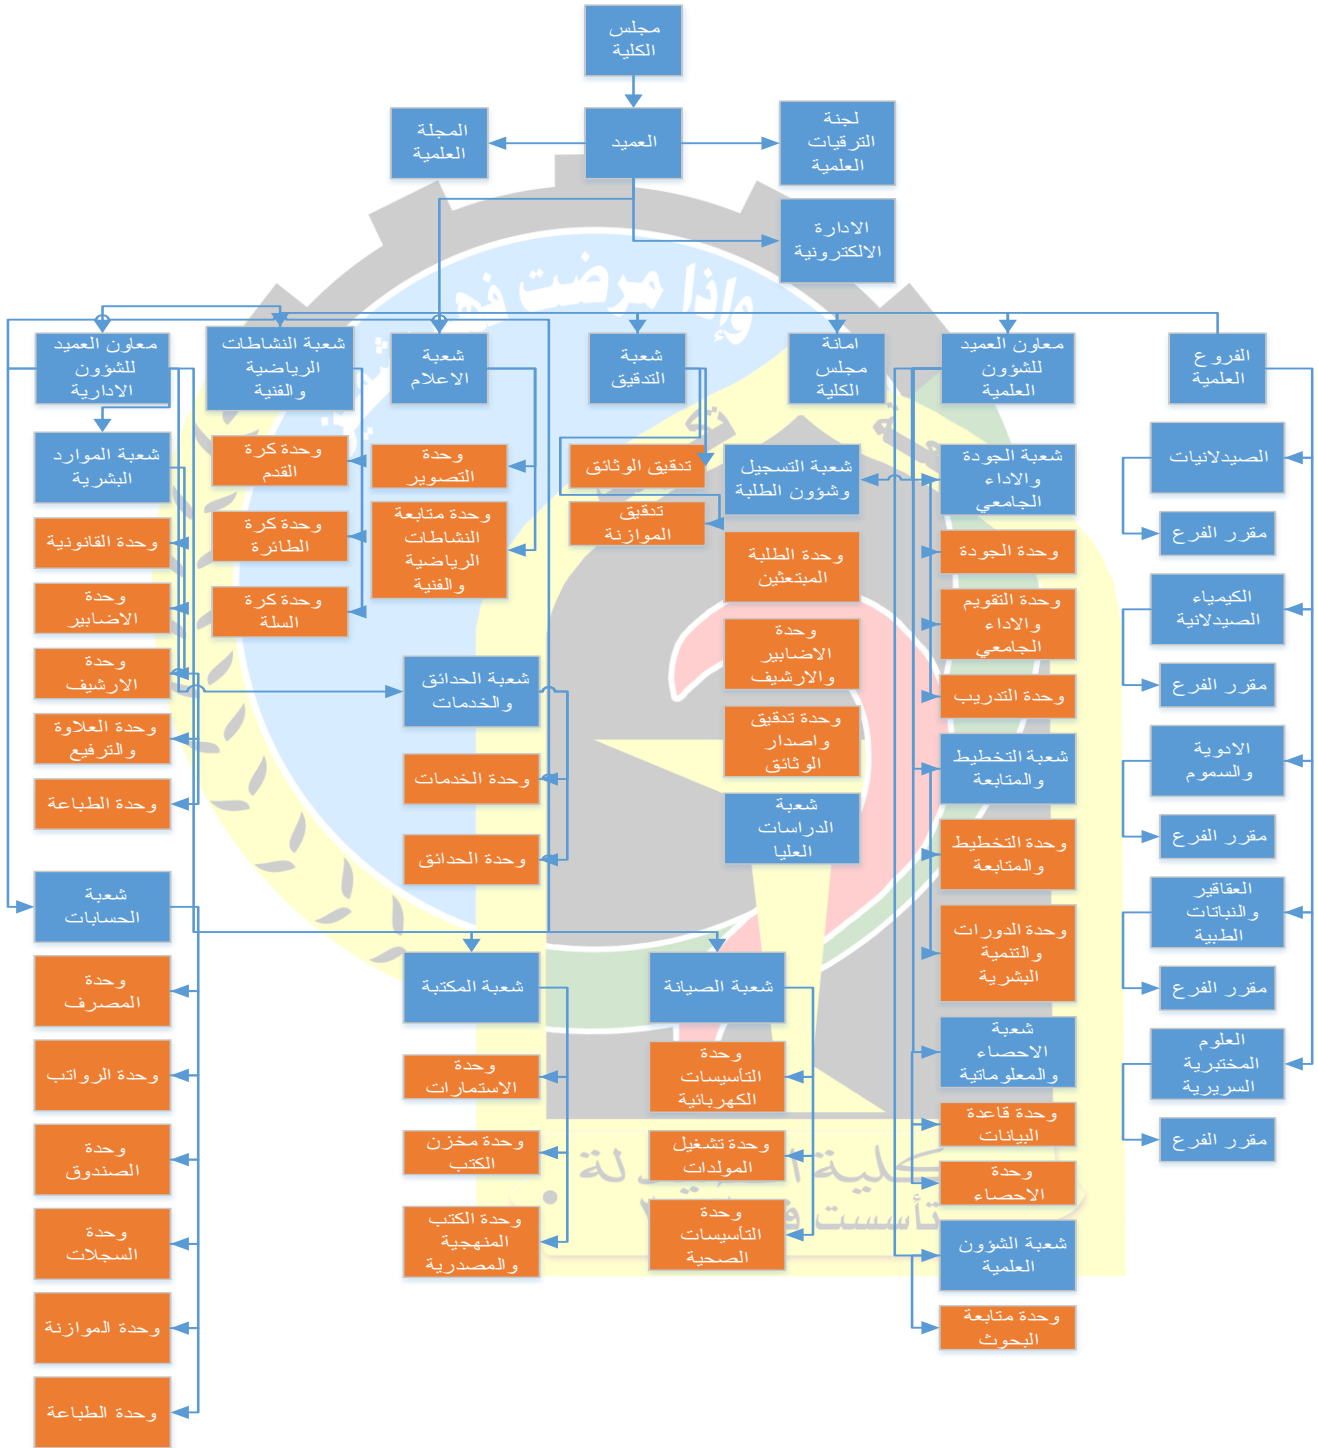 مجلس
الكلية
العميد
لجنة
الترقيات
العلمية
المجلة
العلمية
الادارة
الالكترونية
وإذا مرضت
الفروع
العلمية
الصيدلانيات
مقرر الفرع
الكيمياء
الصيدلانية
مقرر الفرع
الادوية
والسموم
مقرر الفرع
العقاقير
والنباتات
الطبية
مقرر الفرع
العلوم
المختبرية
السريرية
مقرر الفرع
معاون العميد
للشؤون
العلمية
شعبة الجودة
والاداء
الجامعي
وحدة الجودة
وحدة التقويم
والاداء
الجامعي
وحدة التدريب
شعبة التخطيط
والمتابعة
وحدة التخطيط
والمتابعة
وحدة الدورات
والتنمية
البشرية
شعبة
الاحصاء
والمعلوماتية
وحدة قاعدة
البيانات
وحدة
الاحصاء
شعبة الشؤون
العلمية
وحدة متابعة
البحوث
امانة
مجلس
الكلية
شعبة التسجيل
وشؤون الطلبة
وحدة الطلبة
المبتعثين
وحدة
الاضابير
والارشيف
وحدة تدقيق
واصدار
الوثائق
شعبة
الدراسات
العليا
شعبة
التدقيق
تدقيق الوثائق
تدقيق
الموازنة
شعبة
الاعلام
وحدة
التصوير
وحدة متابعة
النشاطات
الرياضية
والفنية
شعبة النشاطات
الرياضية
والفنية
وحدة كرة
القدم
وحدة كرة
الطائرة
وحدة كرة
السلة
معاون العميد
للشؤون
الادارية
شعبة الموارد
البشرية
وحدة القانونية
وحدة
الاضابير
وحدة
الارشيف
وحدة العلاوة
والترفيع
وحدة الطباعة
شعبة الحدائق
والخدمات
وحدة الخدمات
وحدة الحدائق
شعبة
الحسابات
وحدة
المصرف
وحدة الرواتب
وحدة
الصندوق
وحدة
السجلات
وحدة الموازنة
وحدة الطباعة
شعبة الصيانة
وحدة
التأسيسات
الكهربائية
وحدة تشغيل
المولدات
وحدة
التأسيسات
الصحية
شعبة المكتبة
وحدة
الاستمارات
وحدة مخزن
الكتب
وحدة الكتب
المنهجية
والمصدرية
تأسست